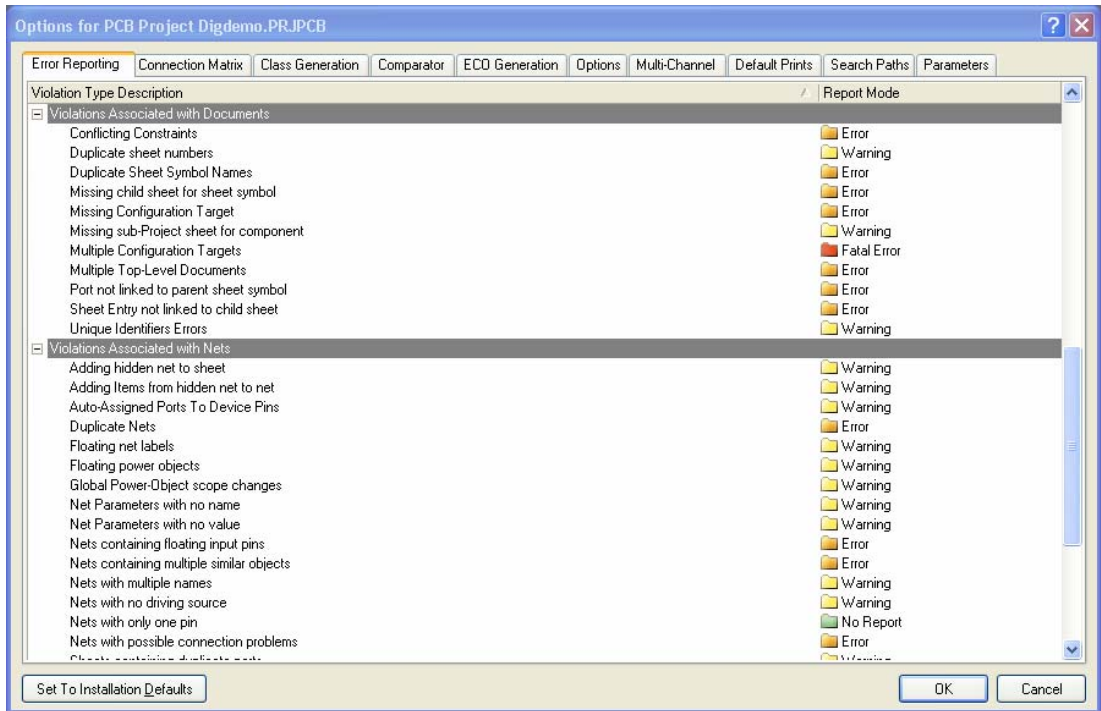 Options for PCB Project Digdemo.PRJPCB
Error Reporting Connection Matrix Class Generation Comparator ECO Generation Options Multi-Channel Default Prints Search Paths Parameters
Violation Type Description Report Mode
Violations Associated with Documents
Conflicting Constraints Error
Duplicate sheet numbers Warning
Duplicate Sheet Symbol Names Error
Missing child sheet for sheet symbol Error
Missing Configuration Target Error
Missing sub-Project sheet for component Warning
Multiple Configuration Targets Fatal Error
Multiple Top-Level Documents Error
Port not linked to parent sheet symbol Error
Sheet Entry not linked to child sheet Error
Unique Identifiers Errors Warning
Violations Associated with Nets
Adding hidden net to sheet Warning
Adding Items from hidden net to net Warning
Auto-Assigned Ports To Device Pins Warning
Duplicate Nets Error
Floating net labels Warning
Floating power objects Warning
Global Power-Object scope changes Warning
Net Parameters with no name Warning
Net Parameters with no value Warning
Nets containing floating input pins Error
Nets containing multiple similar objects Error
Nets with multiple names Warning
Nets with no driving source Warning
Nets with only one pin No Report
Nets with possible connection problems Error
Set To Installation Defaults OK Cancel